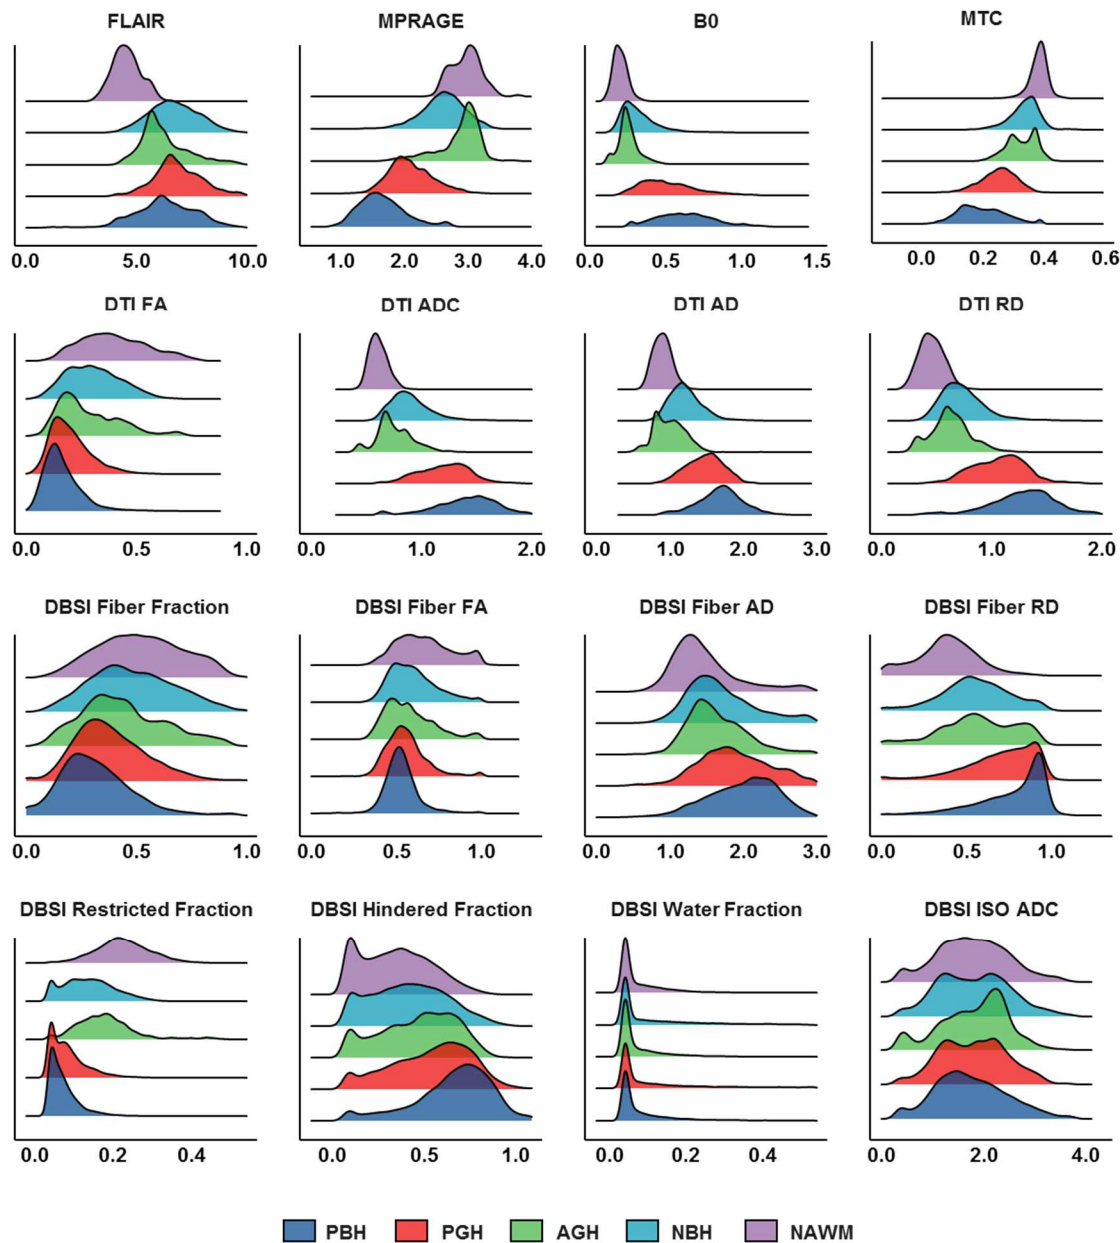 FLAIR MPRAGE B0 MTC
0.0 5.0 10.0 1.0 2.0 3.0 4.0 0.0 0.5 1.0 1.5 0.0 0.2 0.4 0.6
DTI FA DTI ADC DTI AD DTI RD
0.0 0.5 1.0 0.0 1.0 2.0 0.0 1.0 2.0 3.0 0.0 1.0 2.0
DBSI Fiber Fraction DBSI Fiber FA DBSI Fiber AD DBSI Fiber RD
0.0 0.5 1.0 0.0 0.5 1.0 0.0 1.0 2.0 3.0 0.0 0.5 1.0
DBSI Restricted Fraction DBSI Hindered Fraction DBSI Water Fraction DBSI ISO ADC
0.0 0.2 0.4 0.0 0.5 1.0 0.0 0.2 0.4 0.0 2.0 4.0
PBH PGH AGH NBH NAWM